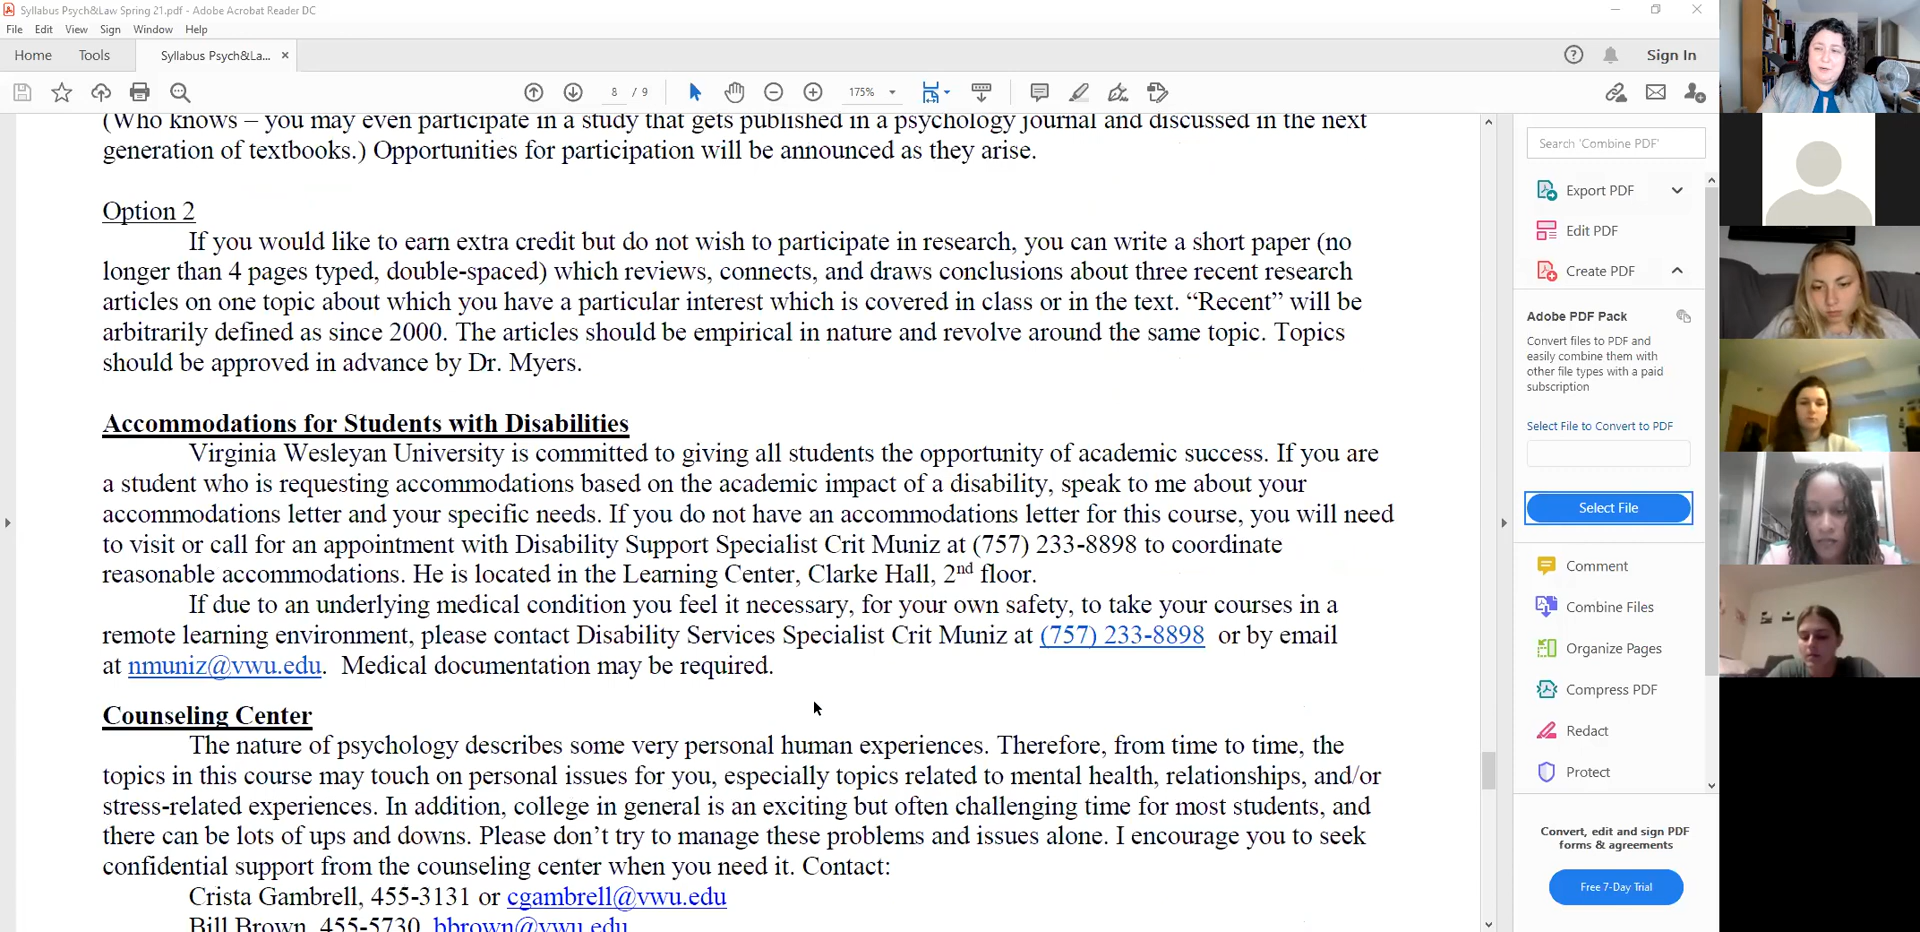 Syllabus Psych&Law Spring 21.pdf - Adobe Acrobat Reader DC
File Edit View Sign Window Help
Home Tools Syllabus Psych&La... × Sign In
8 / 9 175%
(Who knows – you may even participate in a study that gets published in a psychology journal and discussed in the next
generation of textbooks.) Opportunities for participation will be announced as they arise.
Option 2
If you would like to earn extra credit but do not wish to participate in research, you can write a short paper (no
longer than 4 pages typed, double-spaced) which reviews, connects, and draws conclusions about three recent research
articles on one topic about which you have a particular interest which is covered in class or in the text. “Recent” will be
arbitrarily defined as since 2000. The articles should be empirical in nature and revolve around the same topic. Topics
should be approved in advance by Dr. Myers.
Accommodations for Students with Disabilities
Virginia Wesleyan University is committed to giving all students the opportunity of academic success. If you are
a student who is requesting accommodations based on the academic impact of a disability, speak to me about your
accommodations letter and your specific needs. If you do not have an accommodations letter for this course, you will need
to visit or call for an appointment with Disability Support Specialist Crit Muniz at (757) 233-8898 to coordinate
reasonable accommodations. He is located in the Learning Center, Clarke Hall, 2nd floor.
If due to an underlying medical condition you feel it necessary, for your own safety, to take your courses in a
remote learning environment, please contact Disability Services Specialist Crit Muniz at (757) 233-8898 or by email
at nmuniz@vwu.edu. Medical documentation may be required.
Counseling Center
The nature of psychology describes some very personal human experiences. Therefore, from time to time, the
topics in this course may touch on personal issues for you, especially topics related to mental health, relationships, and/or
stress-related experiences. In addition, college in general is an exciting but often challenging time for most students, and
there can be lots of ups and downs. Please don’t try to manage these problems and issues alone. I encourage you to seek
confidential support from the counseling center when you need it. Contact:
Crista Gambrell, 455-3131 or cgambrell@vwu.edu
Bill Brown, 455-5730, bbrown@vwu.edu
Search 'Combine PDF'
Export PDF
Edit PDF
Create PDF
Adobe PDF Pack
Convert files to PDF and
easily combine them with
other file types with a paid
subscription
Select File to Convert to PDF
Select File
Comment
Combine Files
Organize Pages
Compress PDF
Redact
Protect
Convert, edit and sign PDF
forms & agreements
Free 7-Day Trial